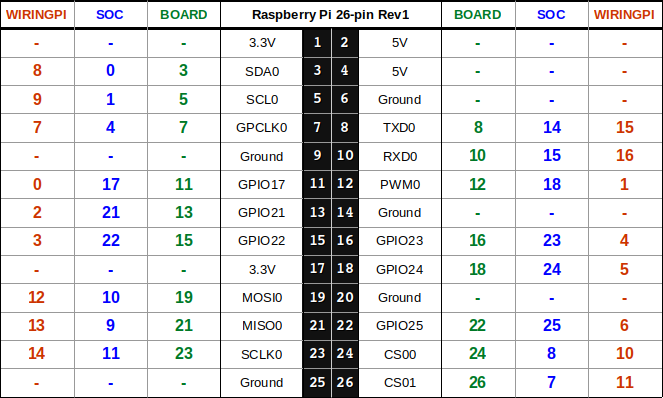 WIRINGPI SOC BOARD Raspberry Pi 26-pin Rev1 BOARD SOC WIRINGPI
- - - 3.3V 1 2 5V - - -
8 0 3 SDA0 3 4 5V - - -
9 1 5 SCL0 5 6 Ground - - -
7 4 7 GPCLK0 7 8 TXD0 8 14 15
- - - Ground 9 10 RXD0 10 15 16
0 17 11 GPIO17 11 12 PWM0 12 18 1
2 21 13 GPIO21 13 14 Ground - - -
3 22 15 GPIO22 15 16 GPIO23 16 23 4
- - - 3.3V 17 18 GPIO24 18 24 5
12 10 19 MOSI0 19 20 Ground - - -
13 9 21 MISO0 21 22 GPIO25 22 25 6
14 11 23 SCLK0 23 24 CS00 24 8 10
- - - Ground 25 26 CS01 26 7 11